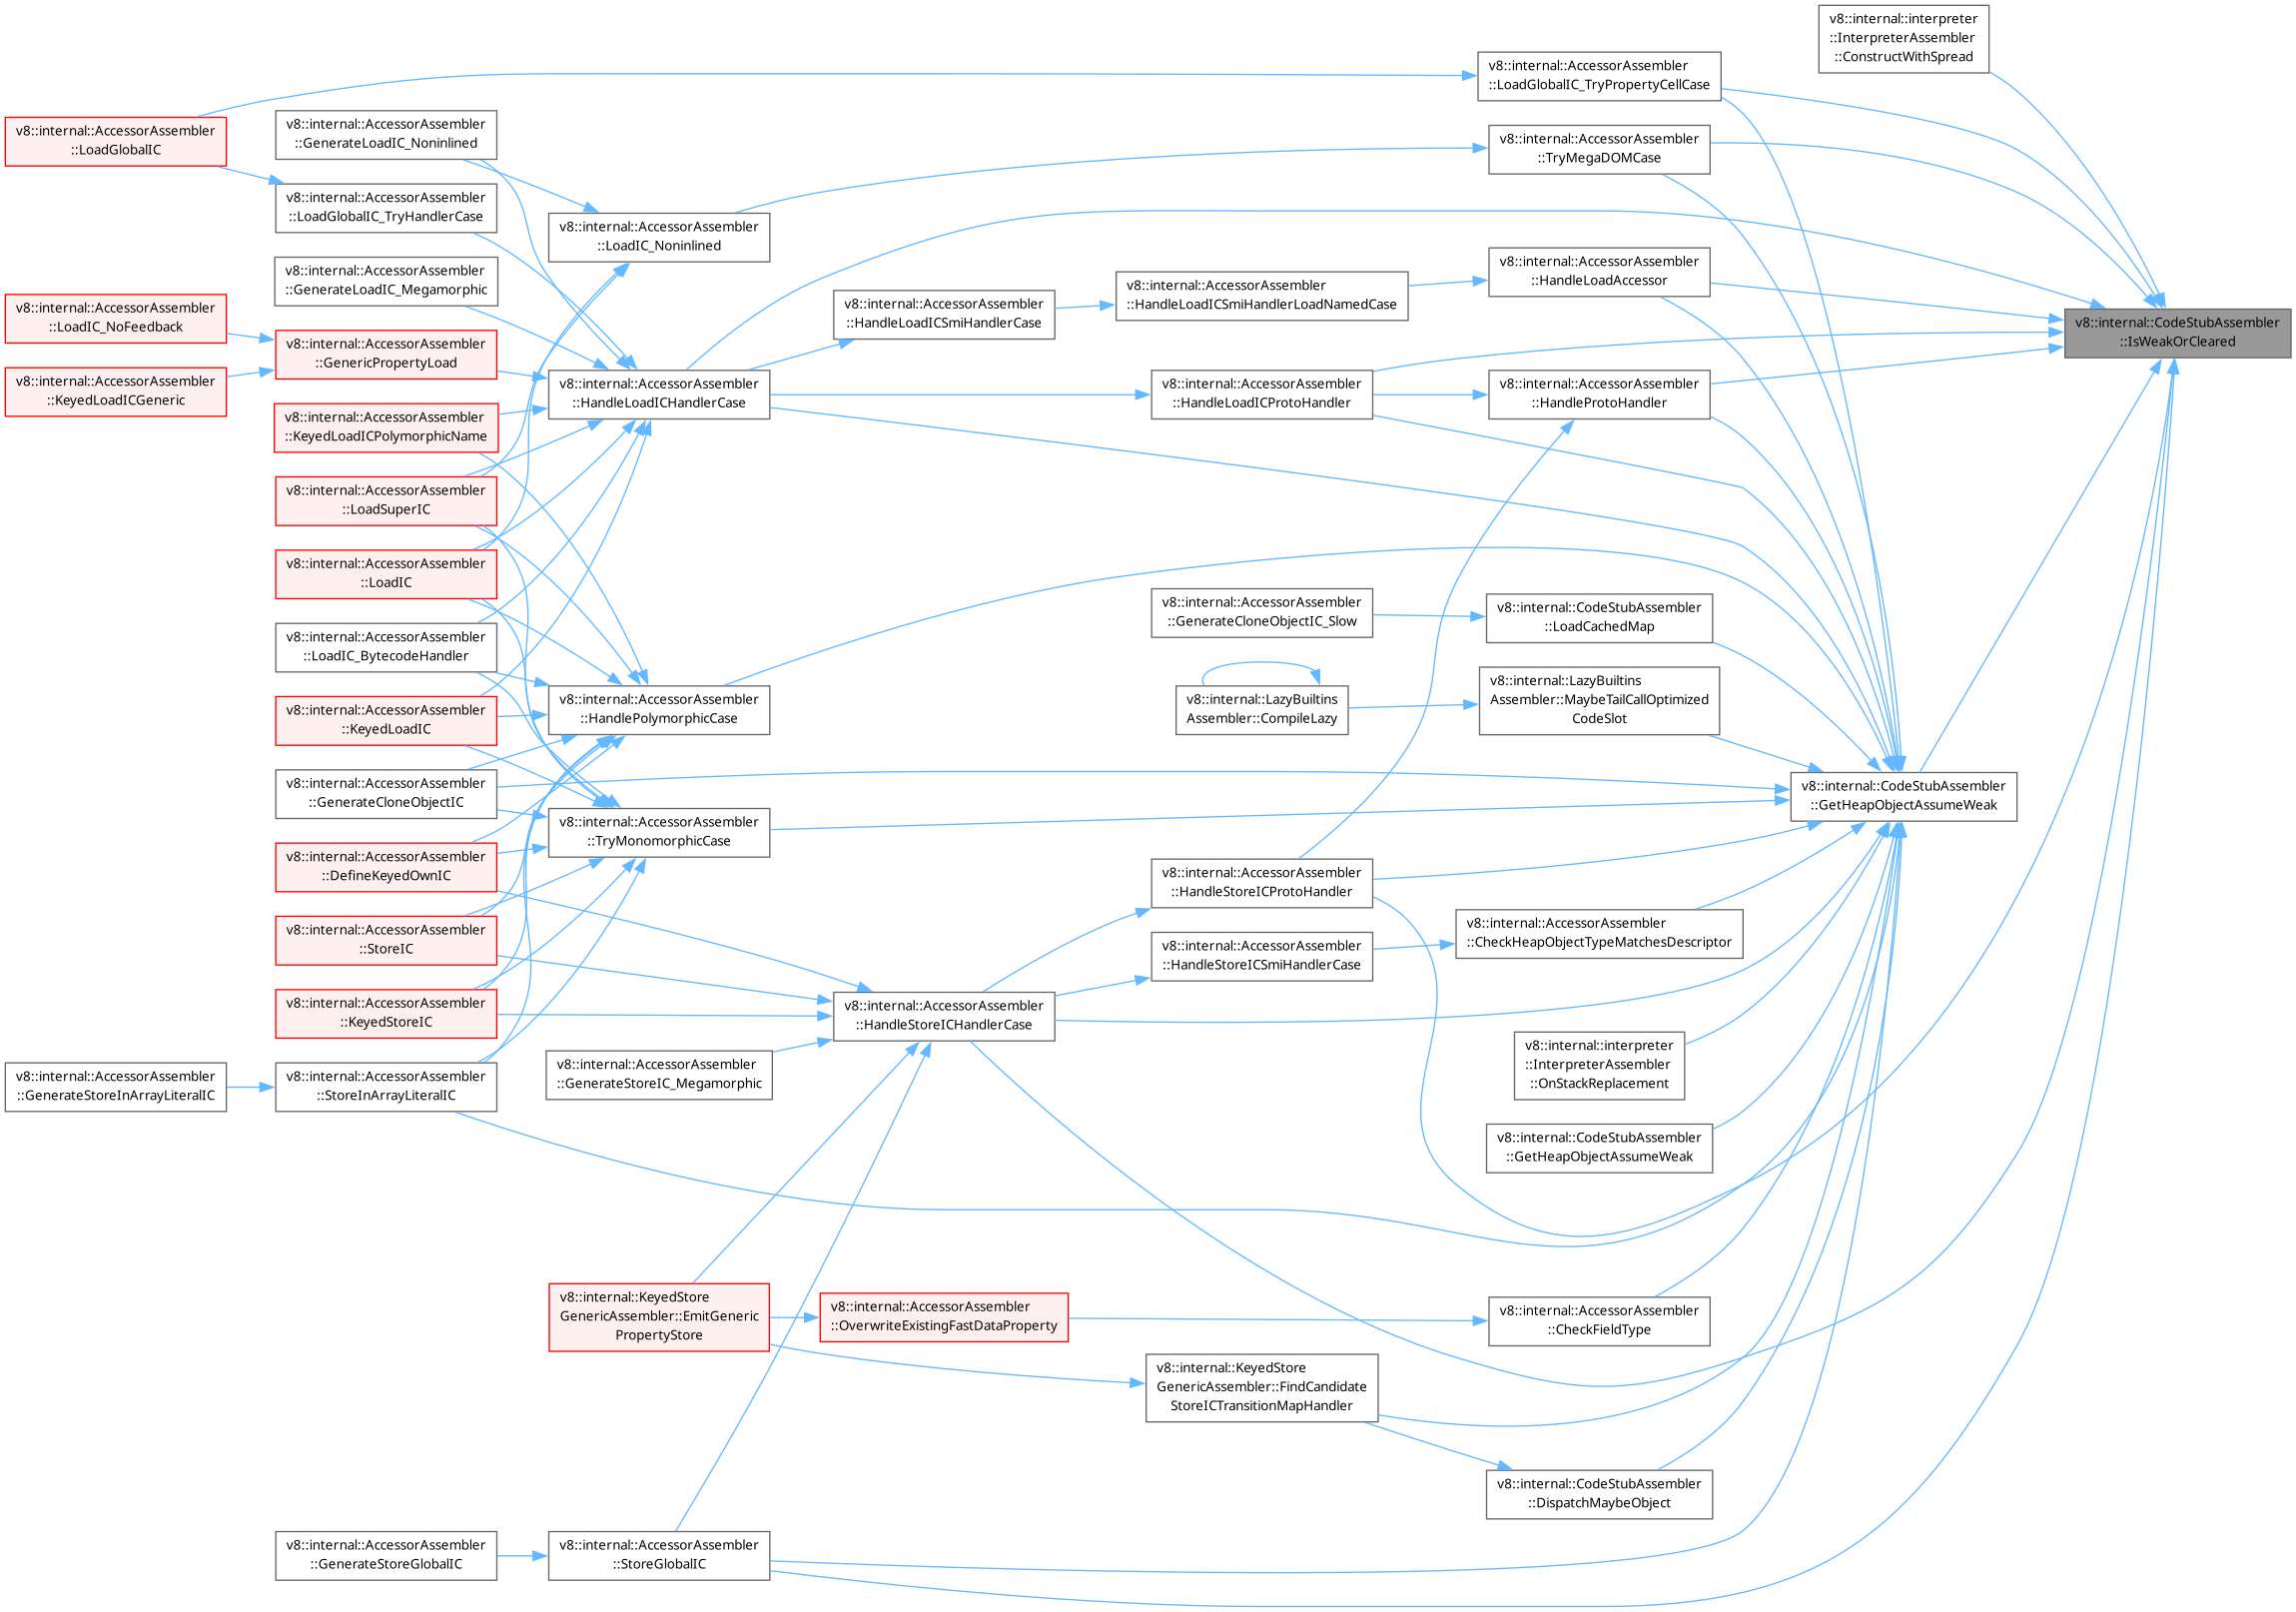 v8::internal::interpreter
::InterpreterAssembler
::ConstructWithSpread
v8::internal::AccessorAssembler
::LoadGlobalIC_TryPropertyCellCase
v8::internal::AccessorAssembler
::GenerateLoadIC_Noninlined
v8::internal::AccessorAssembler
::LoadGlobalIC
v8::internal::AccessorAssembler
::TryMegaDOMCase
v8::internal::AccessorAssembler
::LoadGlobalIC_TryHandlerCase
v8::internal::AccessorAssembler
::LoadIC_Noninlined
v8::internal::AccessorAssembler
::HandleLoadAccessor
v8::internal::AccessorAssembler
::GenerateLoadIC_Megamorphic
v8::internal::AccessorAssembler
::HandleLoadICSmiHandlerLoadNamedCase
v8::internal::AccessorAssembler
::HandleLoadICSmiHandlerCase
v8::internal::AccessorAssembler
::LoadIC_NoFeedback
v8::internal::CodeStubAssembler
::IsWeakOrCleared
v8::internal::AccessorAssembler
::GenericPropertyLoad
v8::internal::AccessorAssembler
::KeyedLoadICGeneric
v8::internal::AccessorAssembler
::HandleLoadICHandlerCase
v8::internal::AccessorAssembler
::HandleLoadICProtoHandler
v8::internal::AccessorAssembler
::HandleProtoHandler
v8::internal::AccessorAssembler
::KeyedLoadICPolymorphicName
v8::internal::AccessorAssembler
::LoadSuperIC
v8::internal::AccessorAssembler
::LoadIC
v8::internal::AccessorAssembler
::GenerateCloneObjectIC_Slow
v8::internal::CodeStubAssembler
::LoadCachedMap
v8::internal::AccessorAssembler
::LoadIC_BytecodeHandler
v8::internal::LazyBuiltins
Assembler::MaybeTailCallOptimized
CodeSlot
v8::internal::LazyBuiltins
Assembler::CompileLazy
v8::internal::AccessorAssembler
::HandlePolymorphicCase
v8::internal::AccessorAssembler
::KeyedLoadIC
v8::internal::AccessorAssembler
::GenerateCloneObjectIC
v8::internal::CodeStubAssembler
::GetHeapObjectAssumeWeak
v8::internal::AccessorAssembler
::TryMonomorphicCase
v8::internal::AccessorAssembler
::DefineKeyedOwnIC
v8::internal::AccessorAssembler
::HandleStoreICProtoHandler
v8::internal::AccessorAssembler
::CheckHeapObjectTypeMatchesDescriptor
v8::internal::AccessorAssembler
::StoreIC
v8::internal::AccessorAssembler
::HandleStoreICSmiHandlerCase
v8::internal::AccessorAssembler
::KeyedStoreIC
v8::internal::AccessorAssembler
::HandleStoreICHandlerCase
v8::internal::interpreter
::InterpreterAssembler
::OnStackReplacement
v8::internal::AccessorAssembler
::GenerateStoreIC_Megamorphic
v8::internal::AccessorAssembler
::GenerateStoreInArrayLiteralIC
v8::internal::AccessorAssembler
::StoreInArrayLiteralIC
v8::internal::CodeStubAssembler
::GetHeapObjectAssumeWeak
v8::internal::KeyedStore
GenericAssembler::EmitGeneric
PropertyStore
v8::internal::AccessorAssembler
::OverwriteExistingFastDataProperty
v8::internal::AccessorAssembler
::CheckFieldType
v8::internal::KeyedStore
GenericAssembler::FindCandidate
StoreICTransitionMapHandler
v8::internal::CodeStubAssembler
::DispatchMaybeObject
v8::internal::AccessorAssembler
::GenerateStoreGlobalIC
v8::internal::AccessorAssembler
::StoreGlobalIC